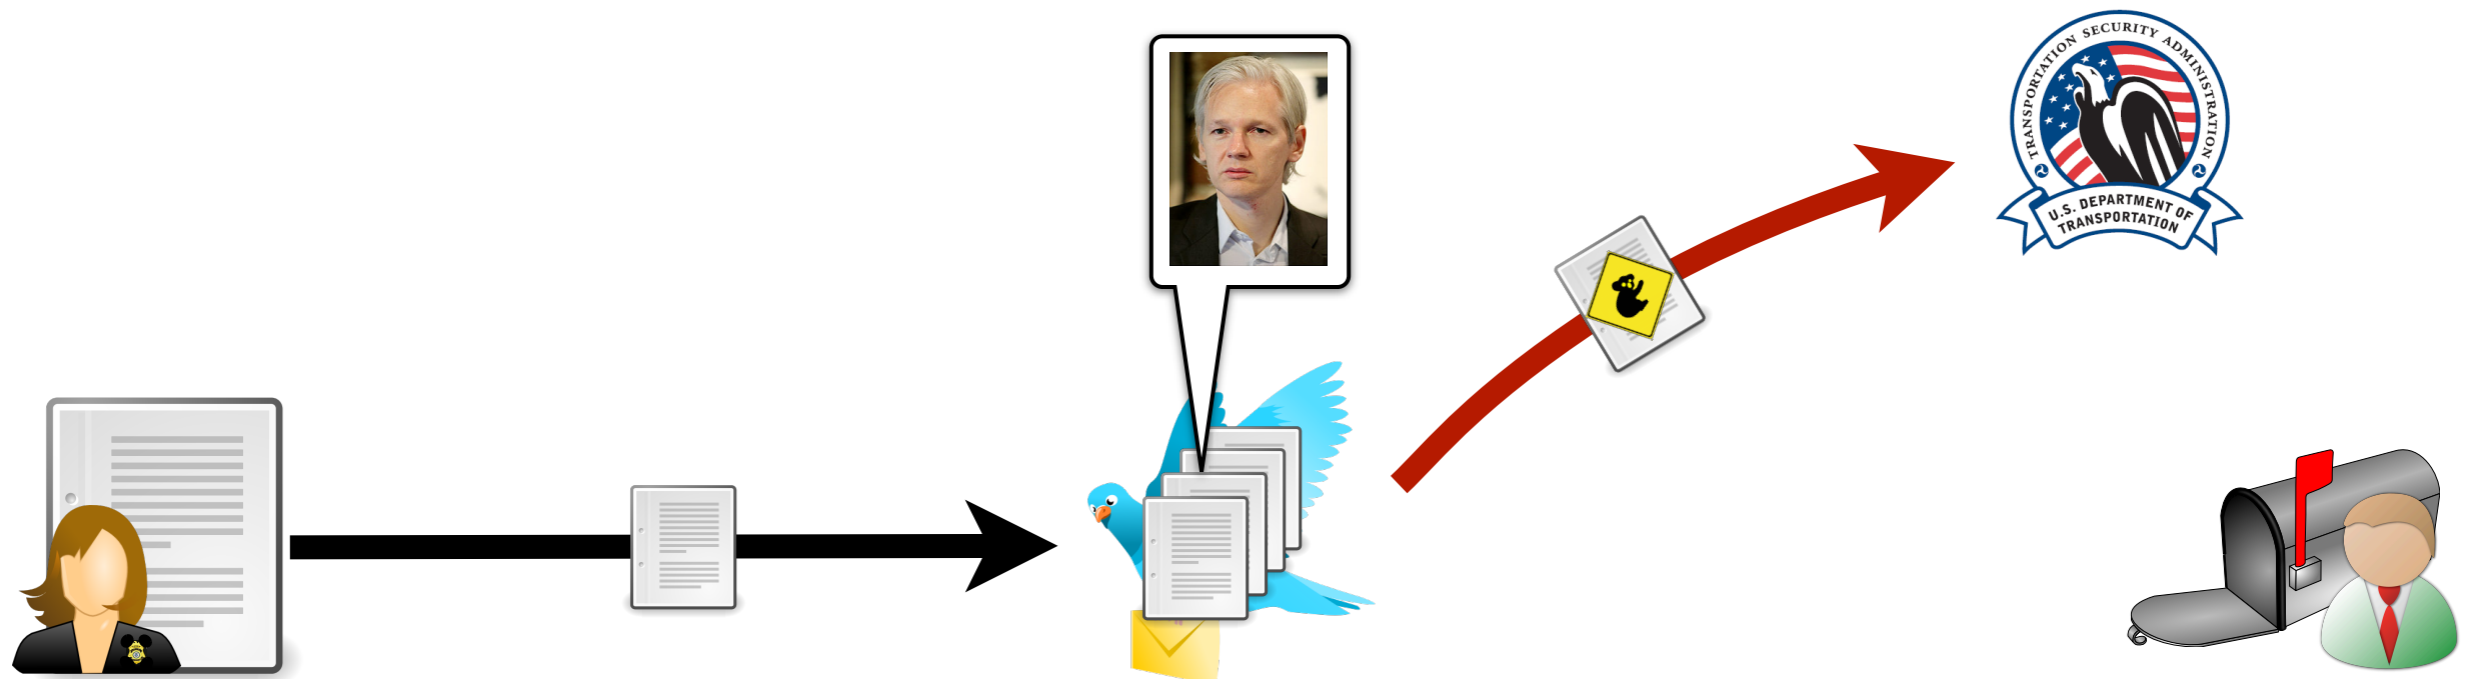 TRANSPORTATION SECURITY ADMINISTRATION
U.S. DEPARTMENT OF
TRANSPORTATION